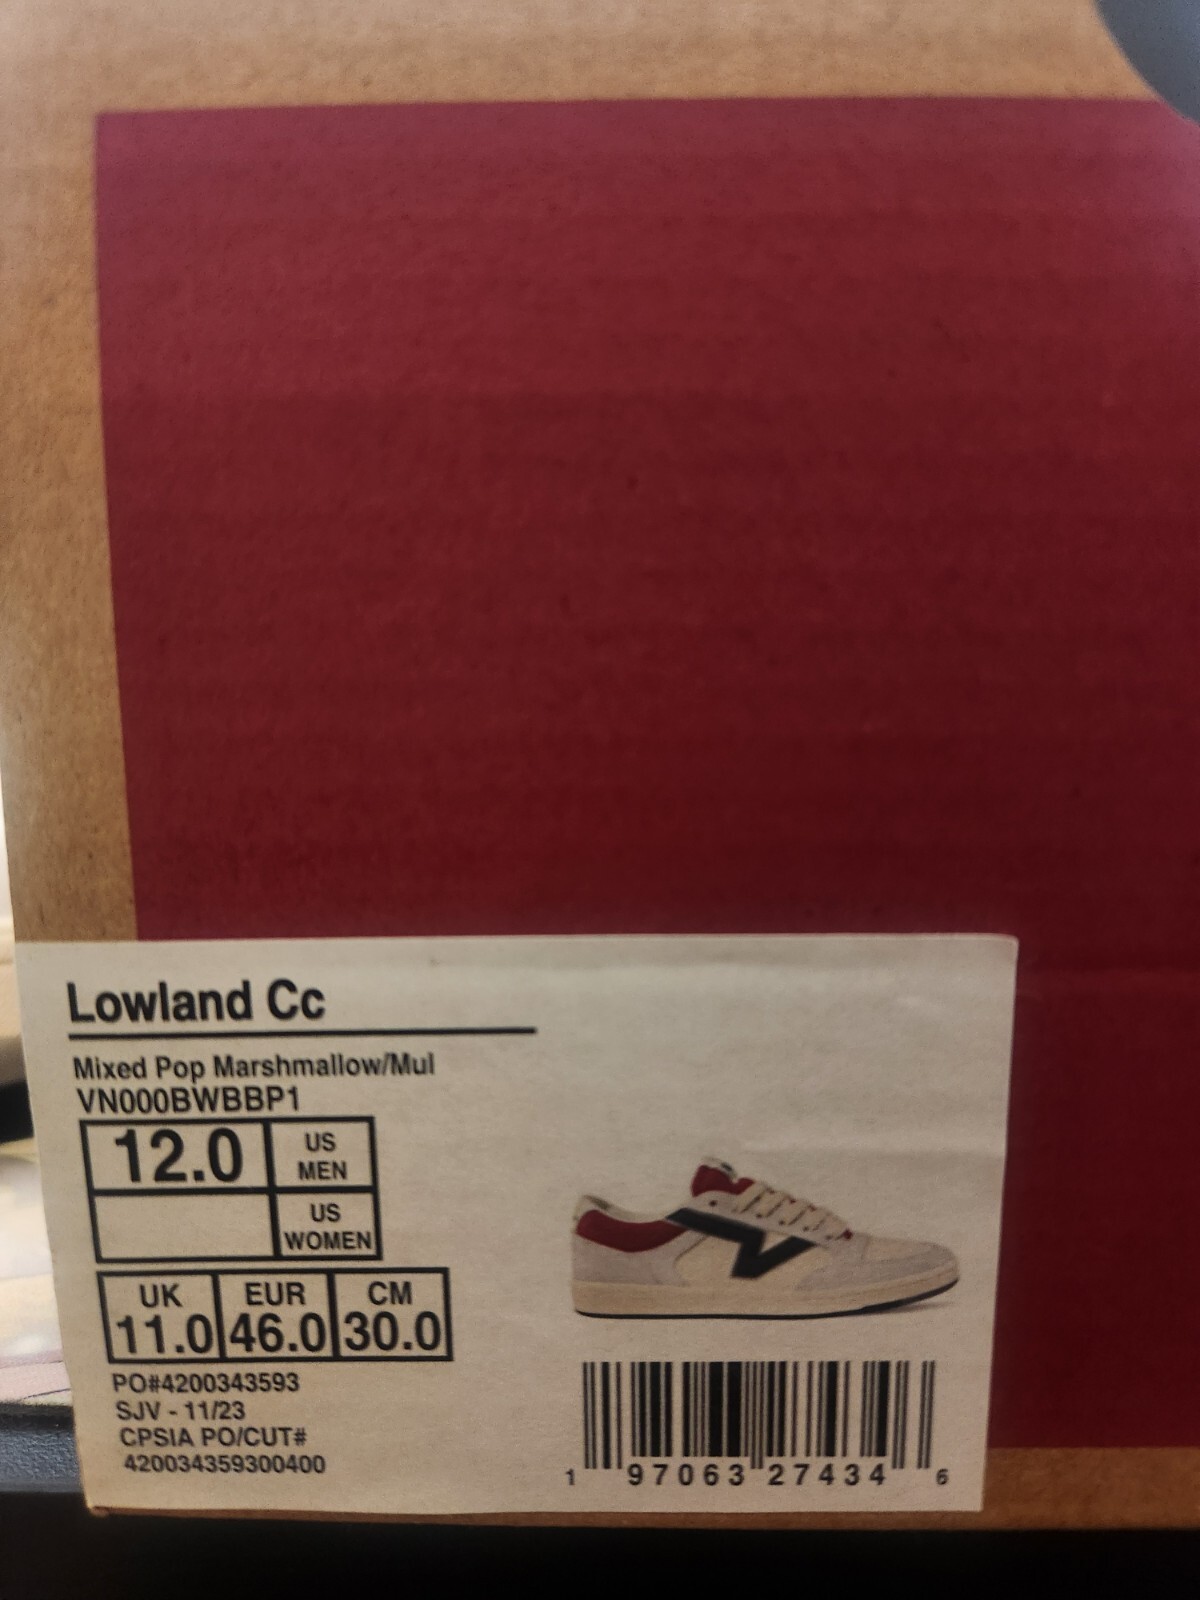 Lowland Cc
Mixed Pop Marshmallow/Mul
VN000BWBBP1
12.0 US MEN
US WOMEN
UK EUR CM
11.0 46.0 30.0
PO#4200343593
SJV - 11/23
CPSIA PO/CUT#
420034359300400
1 97063 27434 6